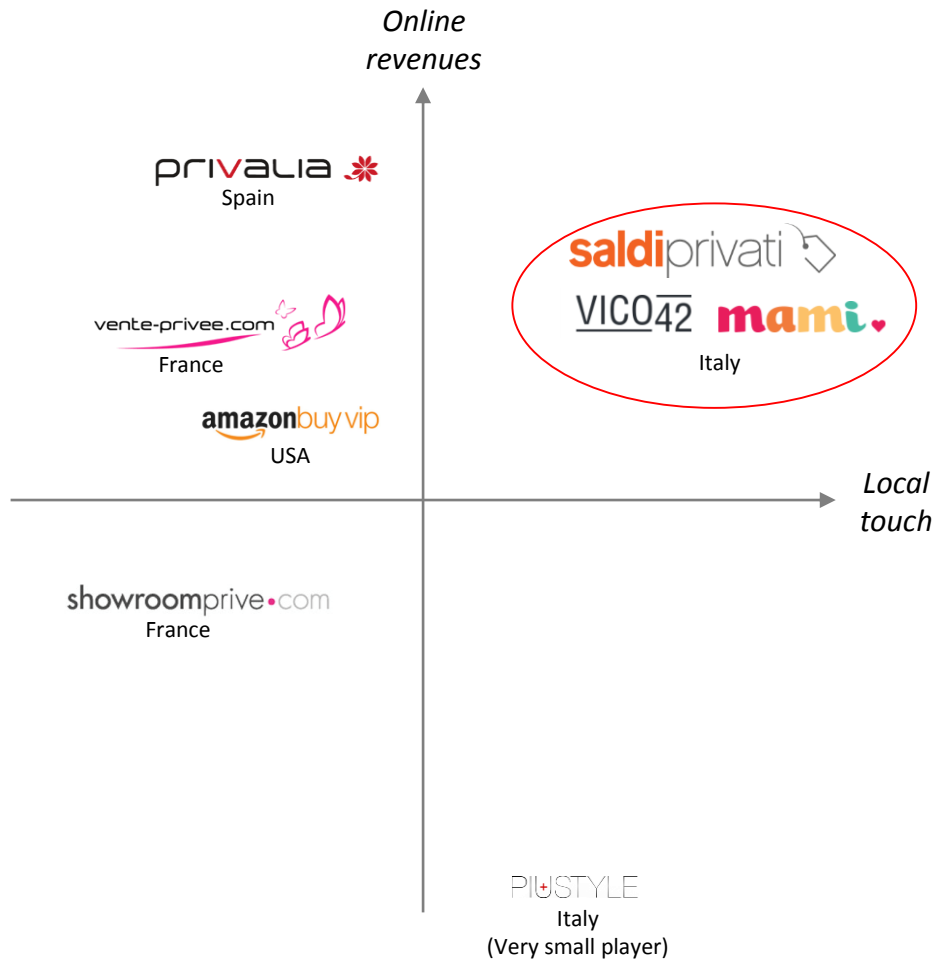 Online
revenues
privalia
Spain
saldiprivati
VICO42 mami.
Italy
vente-privee.com
France
amazonbuyvip
USA
Local
touch
showroomprive.com
France
PIUSTYLE
Italy
(Very small player)